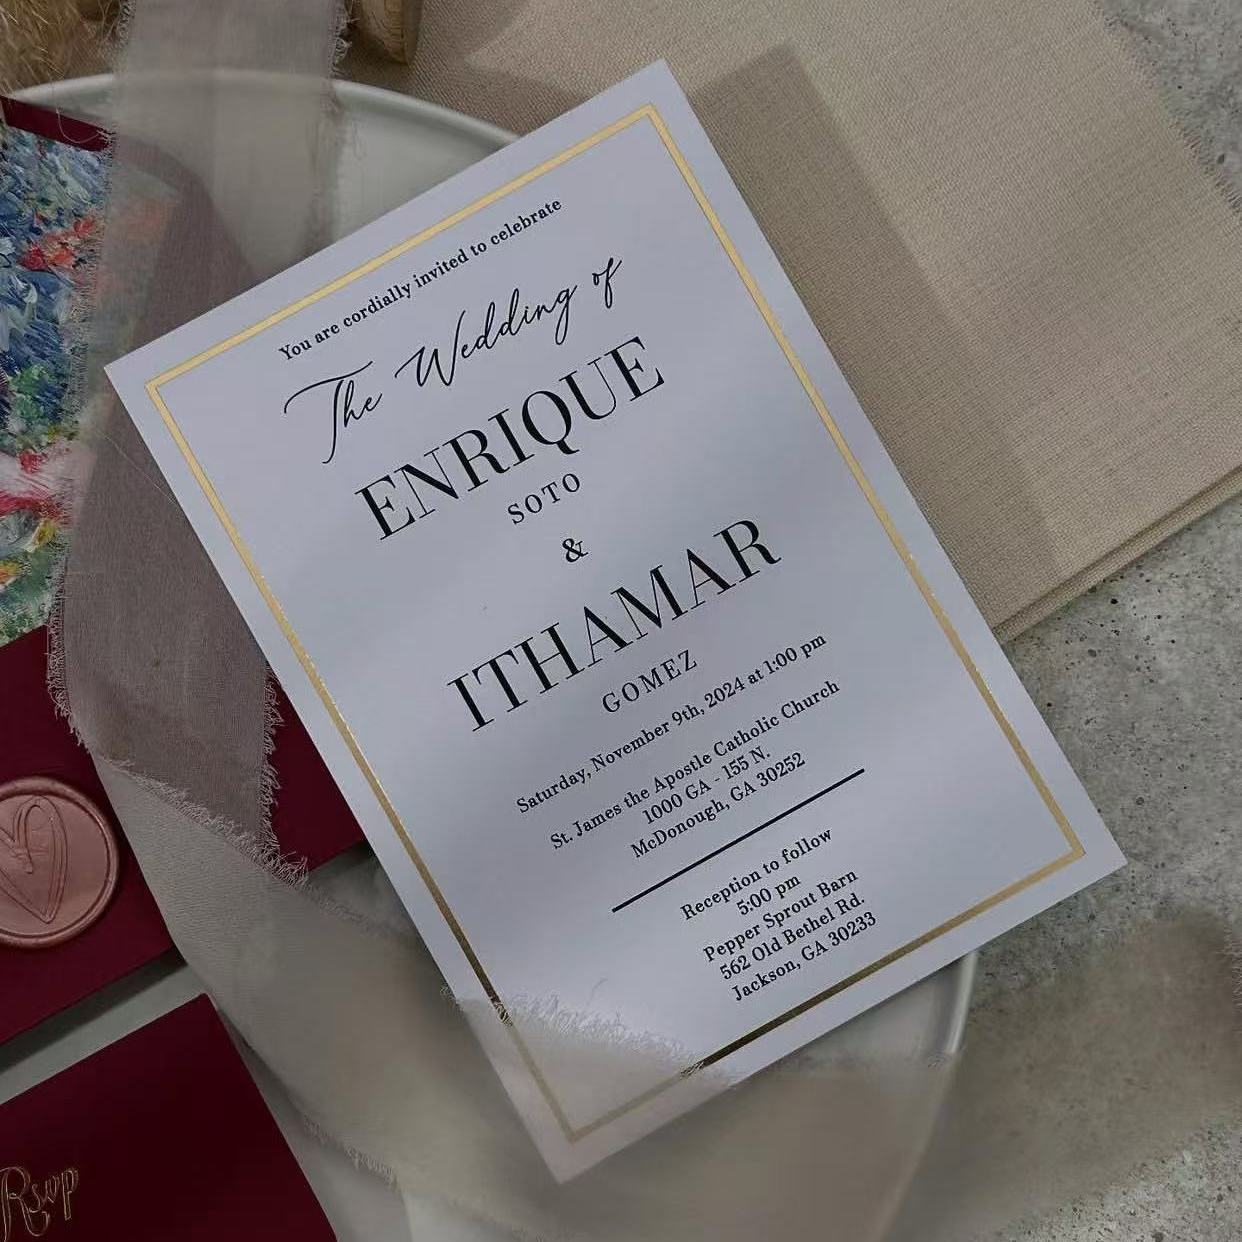 You are cordially invited to celebrate
The Wedding of
ENRIQUE
SOTO
&
ITHAMAR
GOMEZ
Saturday, November 9th, 2024 at 1:00 pm
St. James the Apostle Catholic Church
1000 GA - 155 N.
McDonough, GA 30252
Reception to follow
5:00 pm
Pepper Sprout Barn
562 Old Bethel Rd.
Jackson, GA 30233
Rsvp